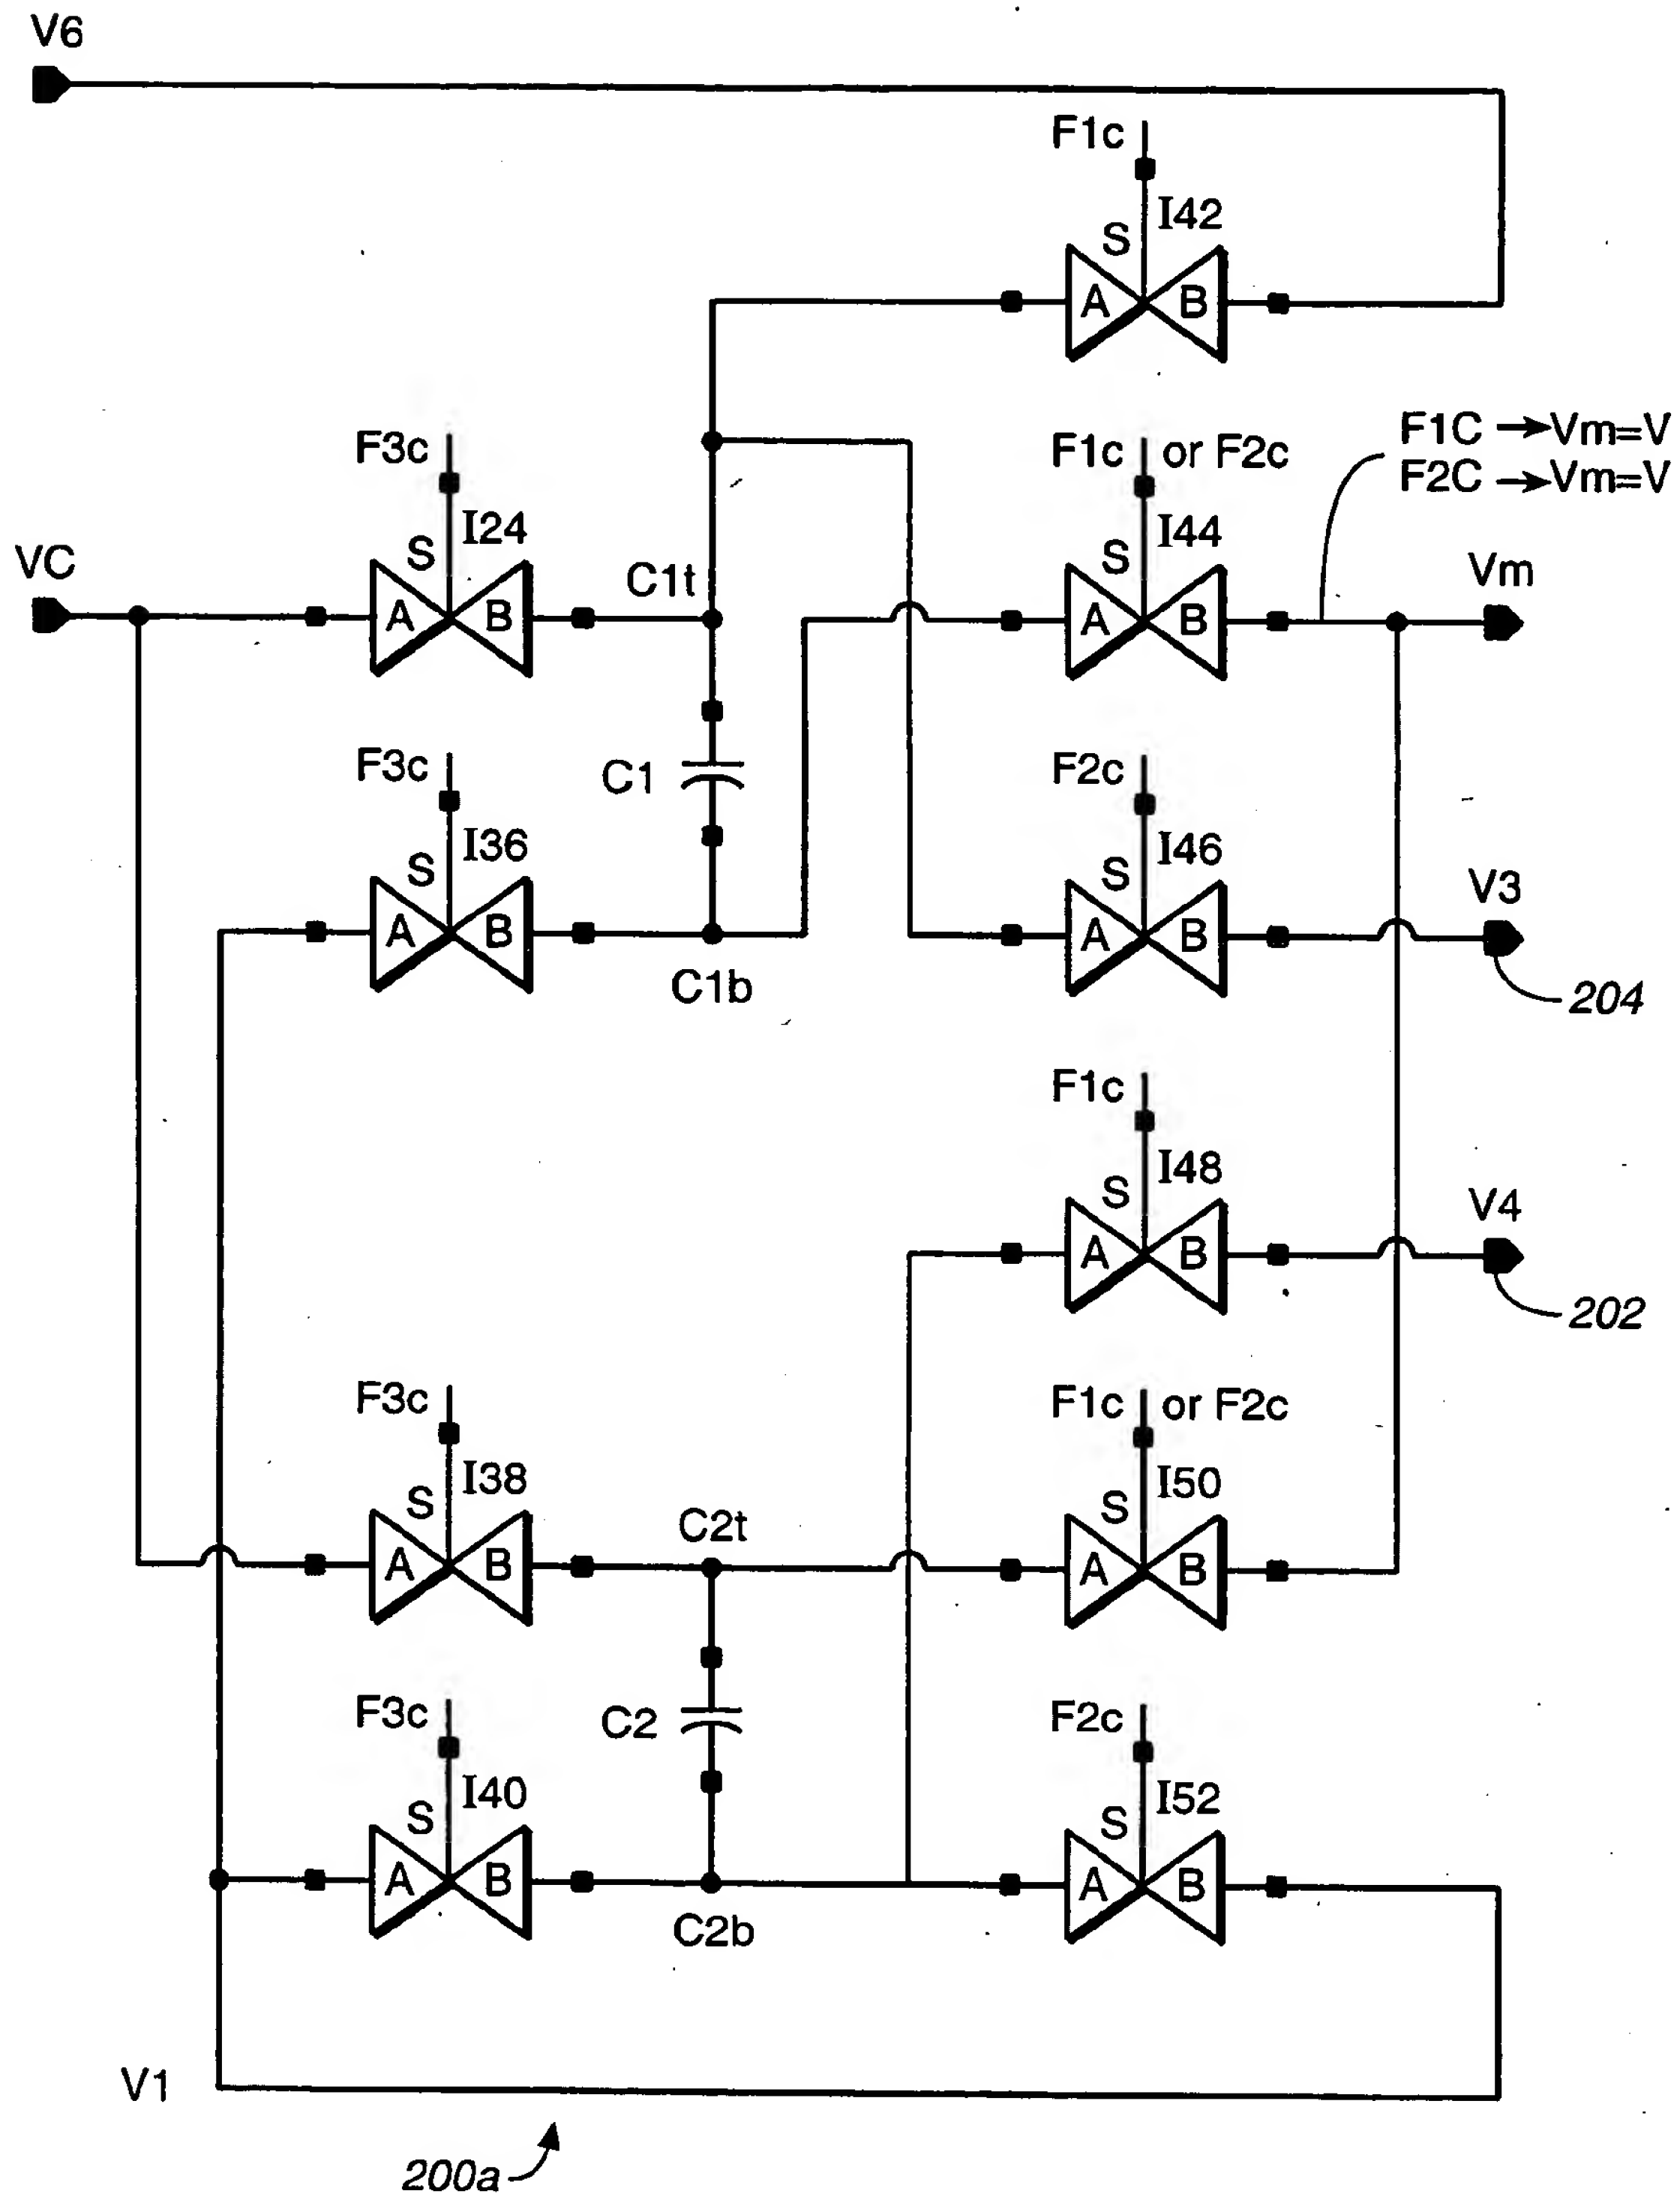 V6
F1c
I42
S
A B
F1C →Vm=V
F2C →Vm=V
F3c
F1c or F2c
I24
I44
S
S
VC
C1t
Vm
A B
A B
F3c
C1
F2c
I36
I46
S
S
V3
A B
A B
C1b
204
F1c
I48
S
V4
A B
202
F3c
F1c or F2c
I38
I50
S
S
C2t
A B
A B
F3c
C2
F2c
I40
I52
S
S
A B
A B
C2b
V1
200a